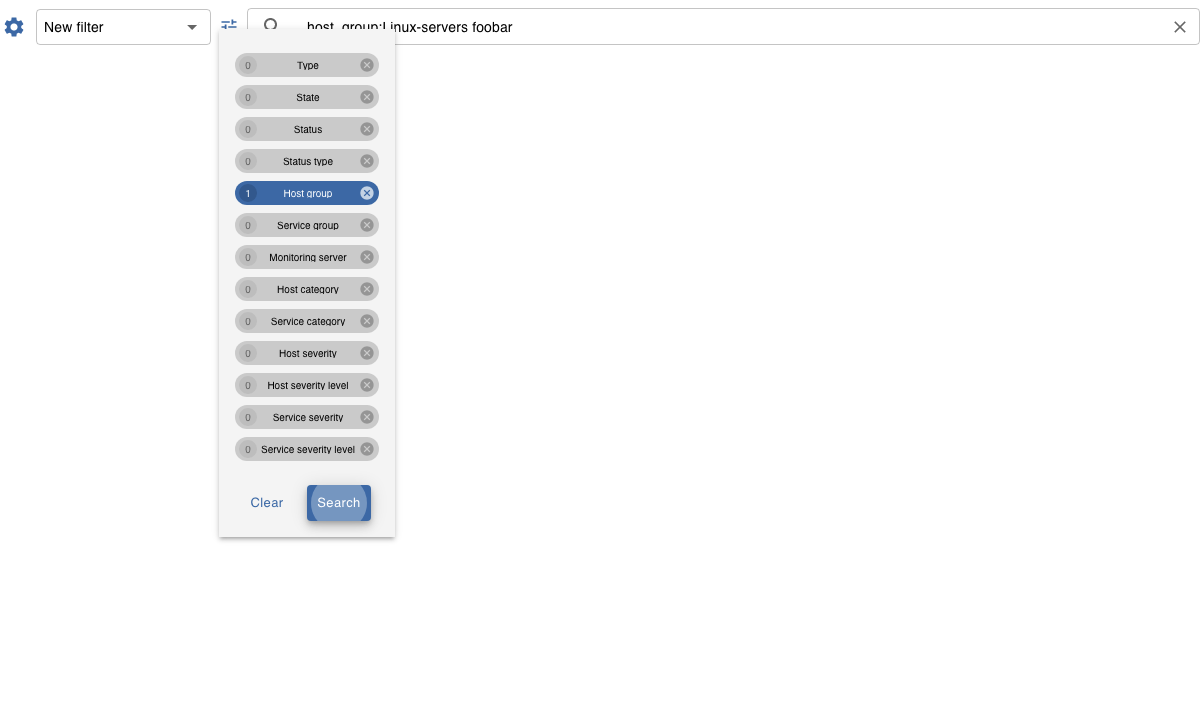 New filter
host_group:Linux-servers foobar
0 Type
0 State
0 Status
0 Status type
1 Host group
0 Service group
0 Monitoring server
0 Host category
0 Service category
0 Host severity
0 Host severity level
0 Service severity
0 Service severity level
Clear Search